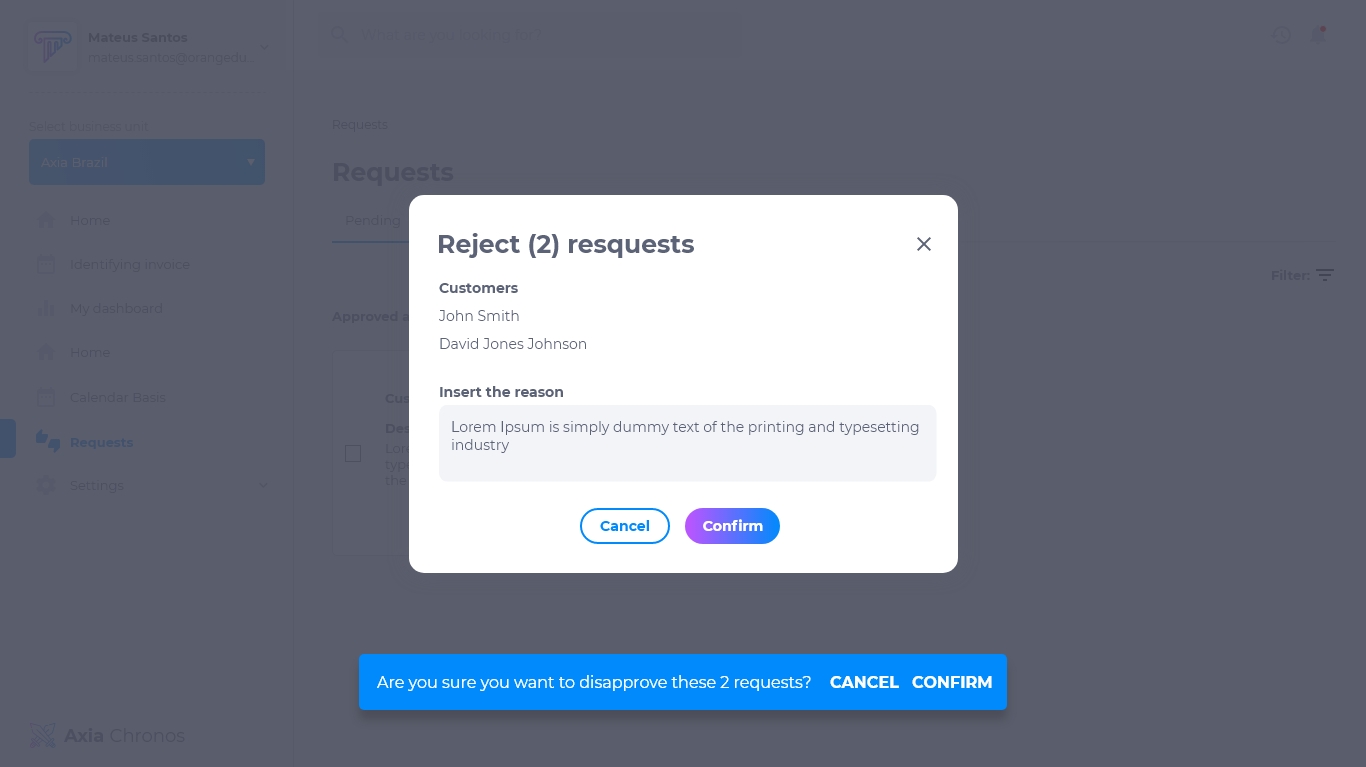 Mateus Santos
mateus.santos@orangedu...
What are you looking for?
Select business unit
Axia Brazil
Home
Identifying invoice
My dashboard
Home
Calendar Basis
Requests
Settings
Axia Chronos
Requests
Requests
Pending
Filter:
Approved a
Cus
Des
Lore
type
the
Reject (2) resquests
Customers
John Smith
David Jones Johnson
Insert the reason
Lorem Ipsum is simply dummy text of the printing and typesetting
industry
Cancel Confirm
Are you sure you want to disapprove these 2 requests? CANCEL CONFIRM